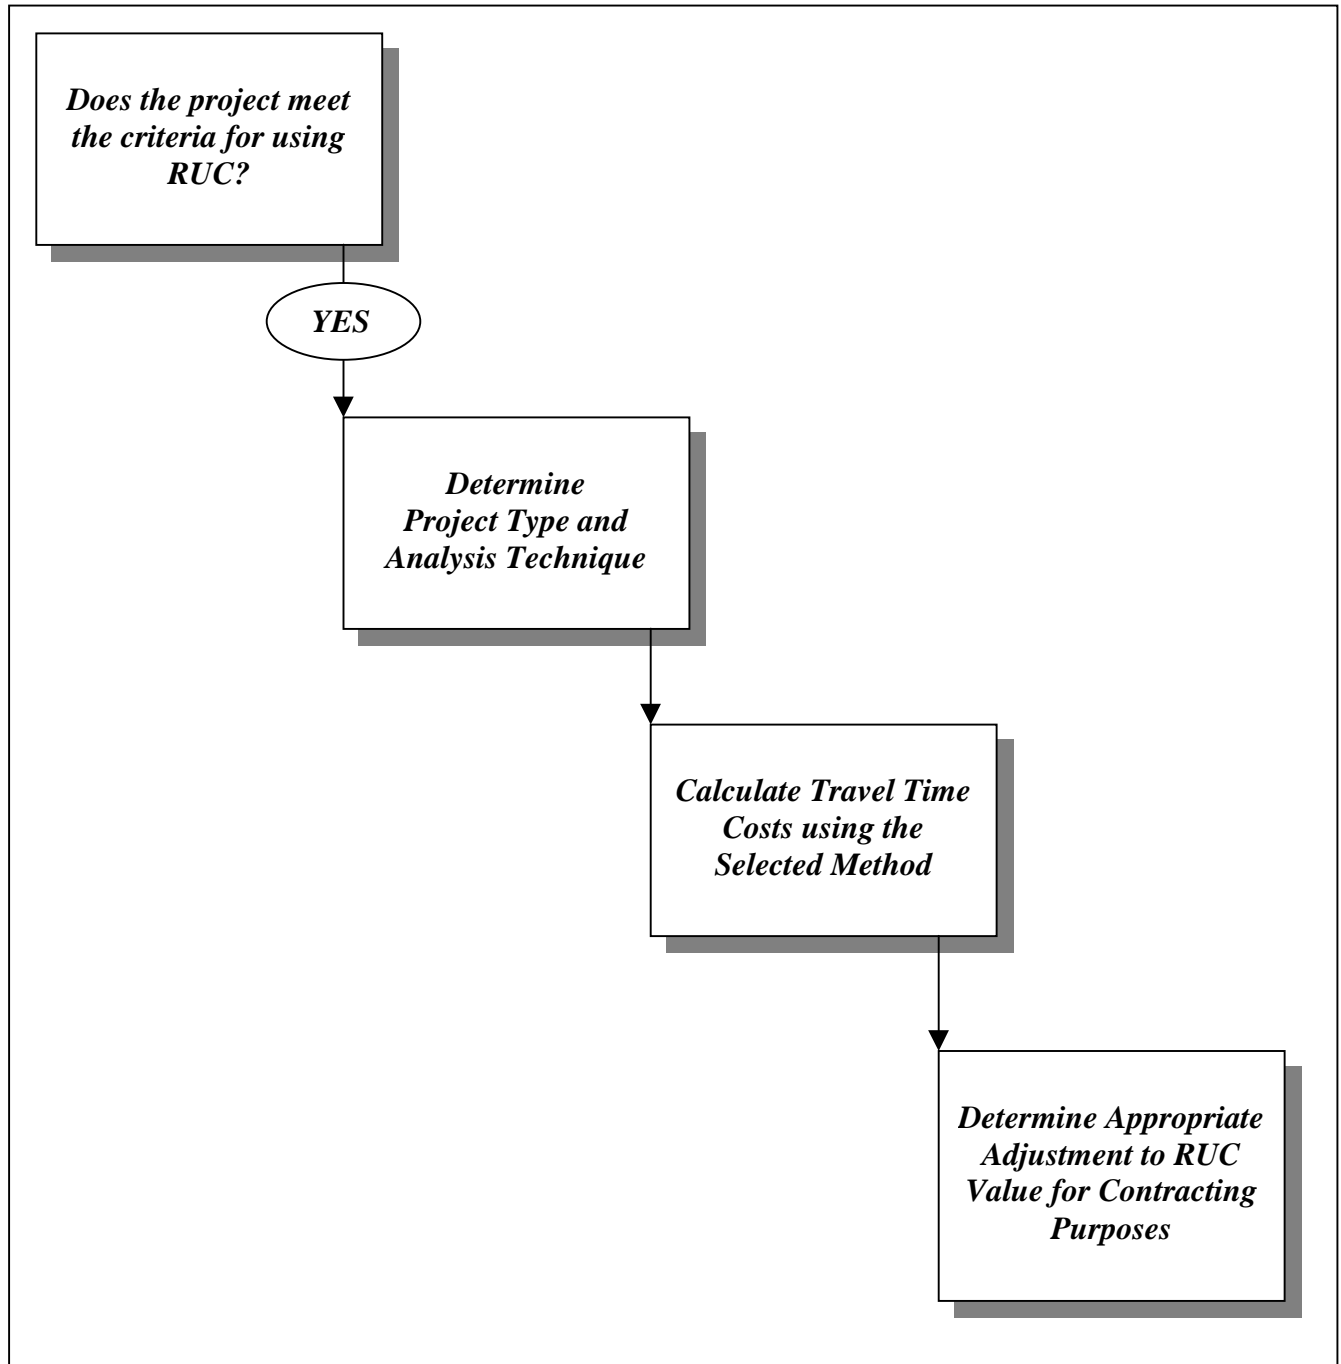 Does the project meet
the criteria for using
RUC?
YES
Determine
Project Type and
Analysis Technique
Calculate Travel Time
Costs using the
Selected Method
Determine Appropriate
Adjustment to RUC
Value for Contracting
Purposes